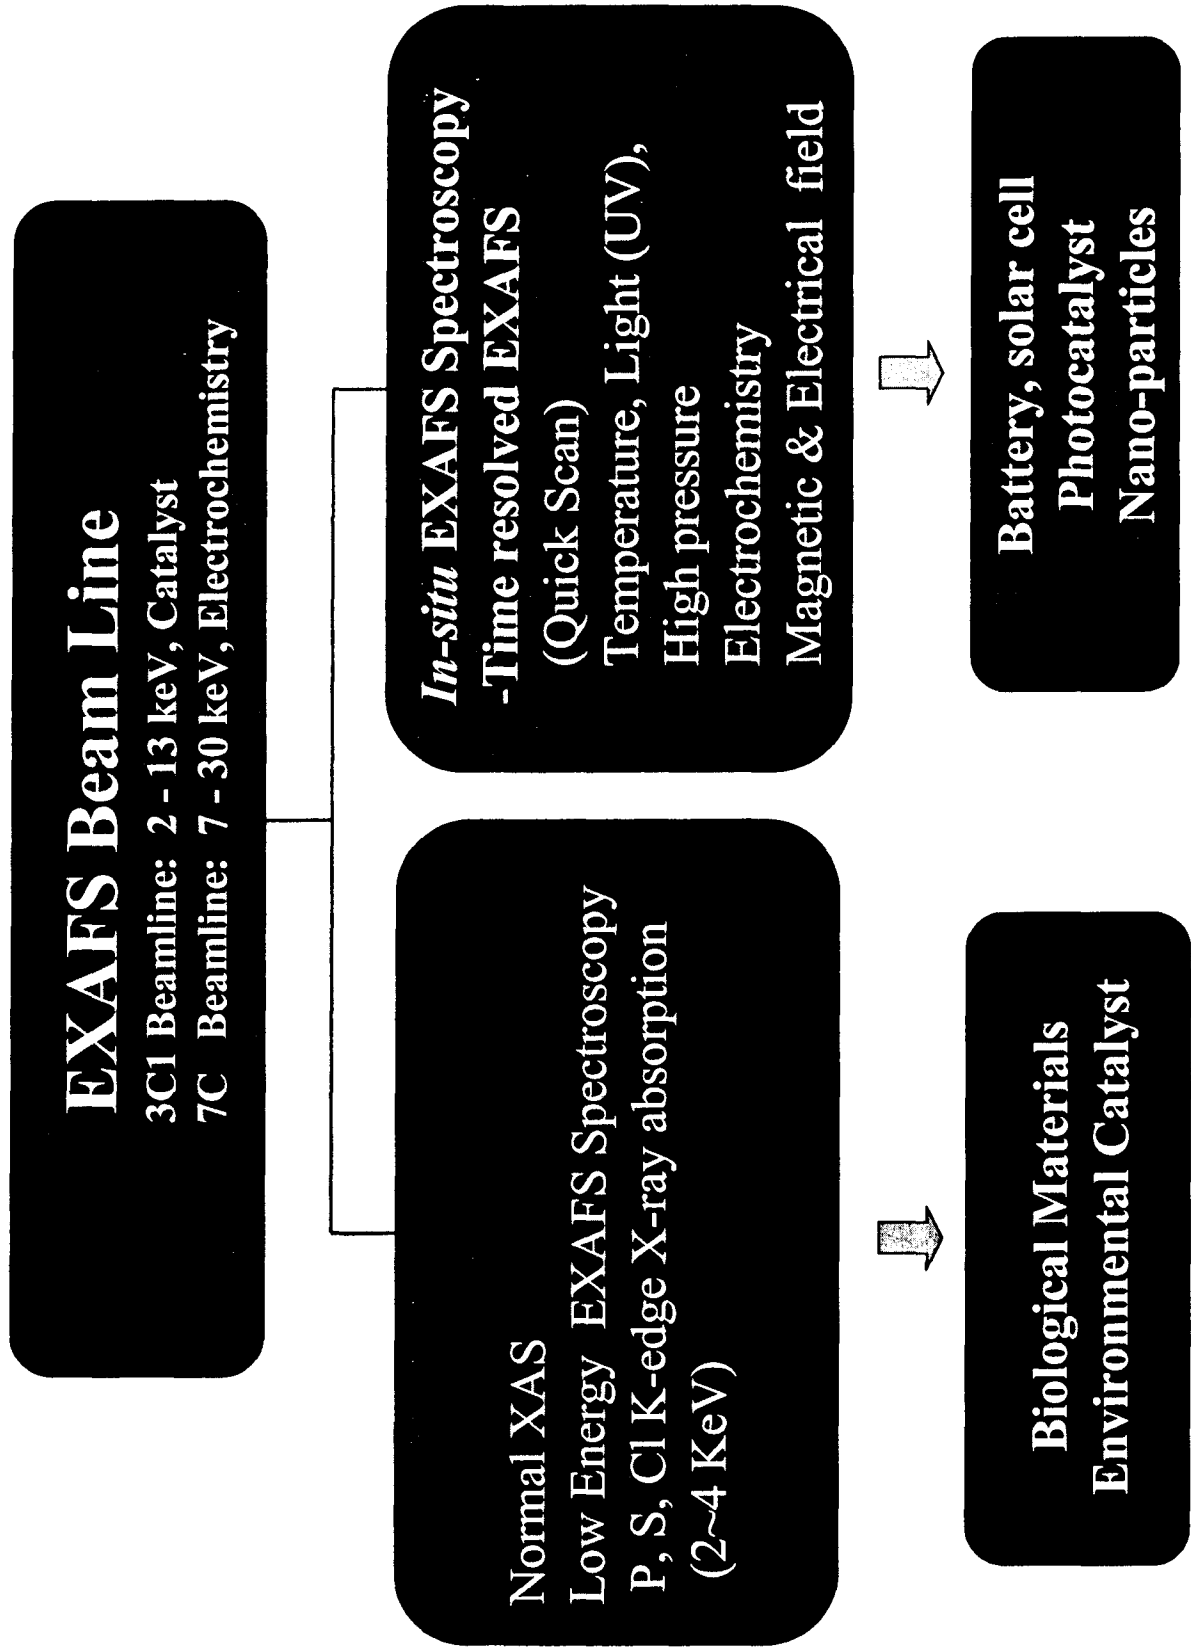 EXAFS Beam Line
3C1 Beamline: 2 - 13 keV, Catalyst
7C Beamline: 7 - 30 keV, Electrochemistry
Normal XAS
Low Energy EXAFS Spectroscopy
P, S, Cl K-edge X-ray absorption
(2~4 KeV)
In-situ EXAFS Spectroscopy
-Time resolved EXAFS
(Quick Scan)
Temperature, Light (UV),
High pressure
Electrochemistry
Magnetic & Electrical field
Biological Materials
Environmental Catalyst
Battery, solar cell
Photocatalyst
Nano-particles